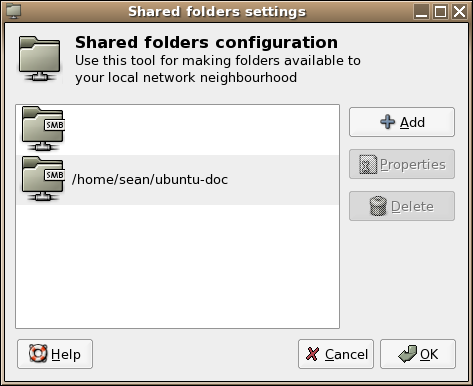 Shared folders settings
Shared folders configuration
Use this tool for making folders available to
your local network neighbourhood
SMB
SMB
/home/sean/ubuntu-doc
Add
Properties
Delete
Help
Cancel
OK